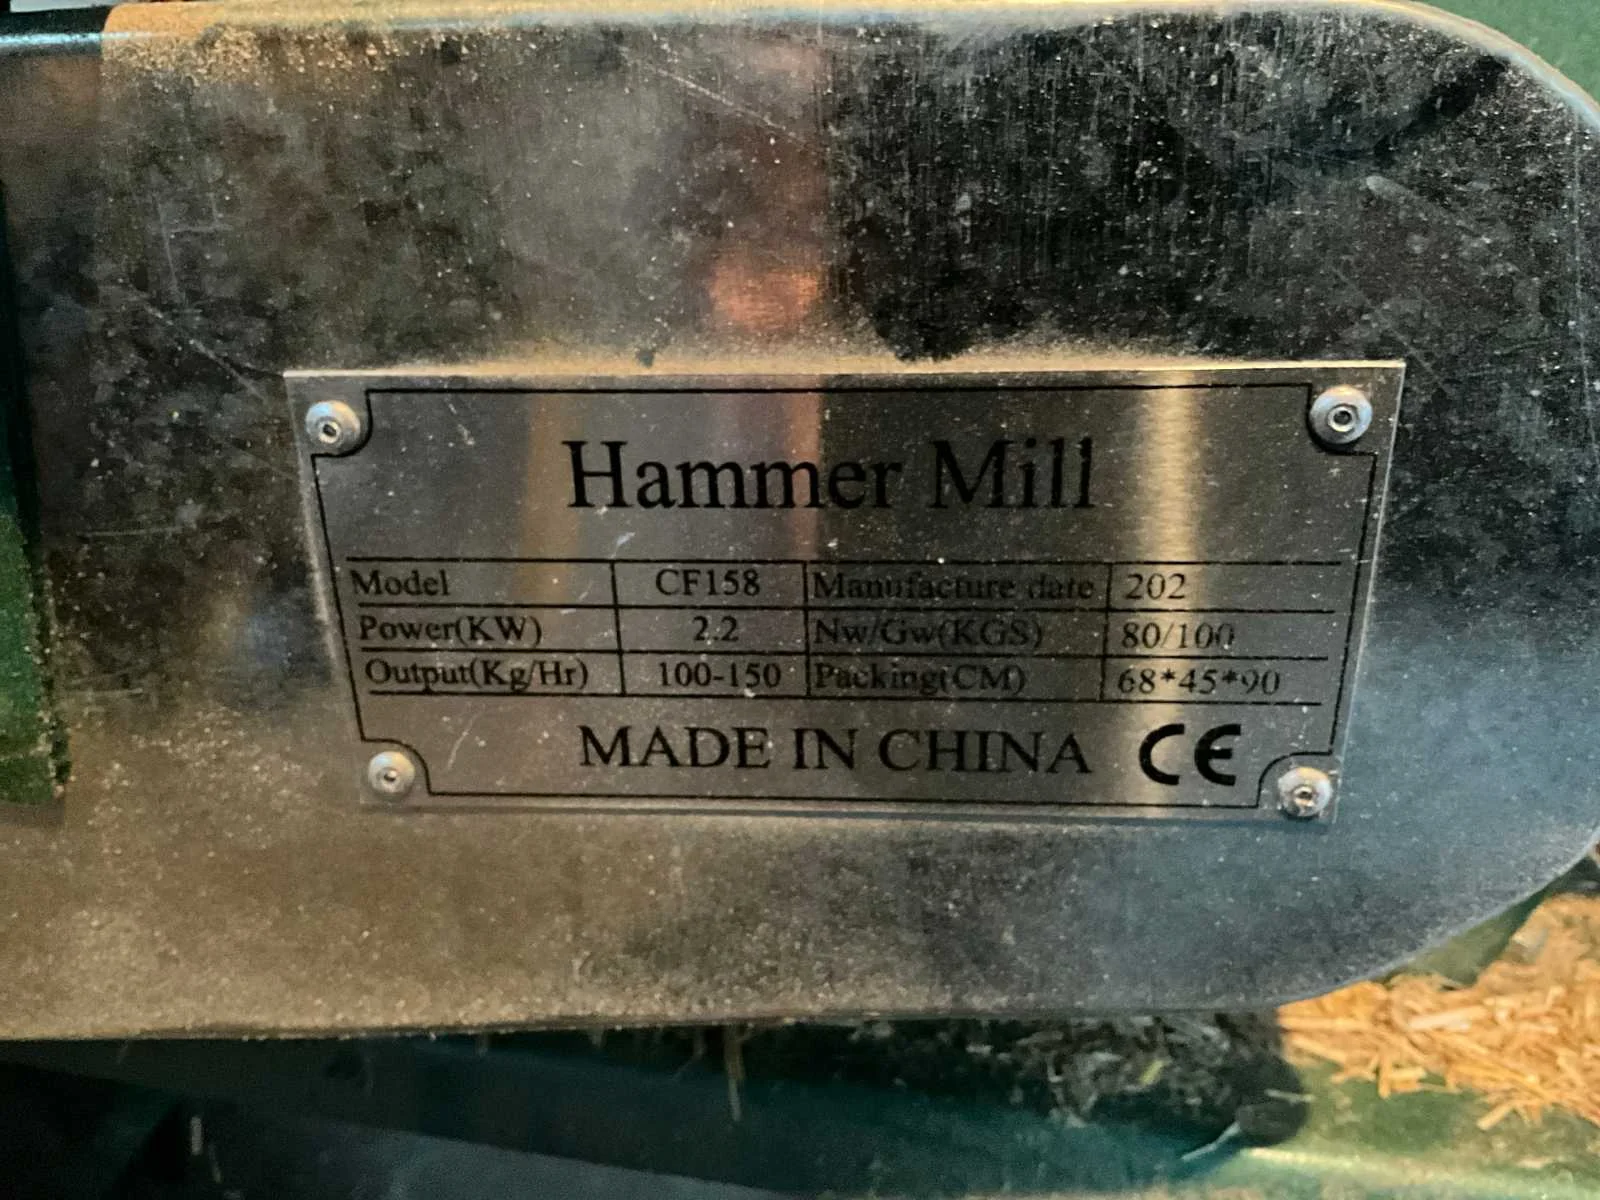 Hammer Mill
Model CF158 Manufacture date 202
Power(KW) 2.2 Nw/Gw(KGS) 80/100
Output(Kg/Hr) 100-150 Packing(CM) 68*45*90
MADE IN CHINA CE